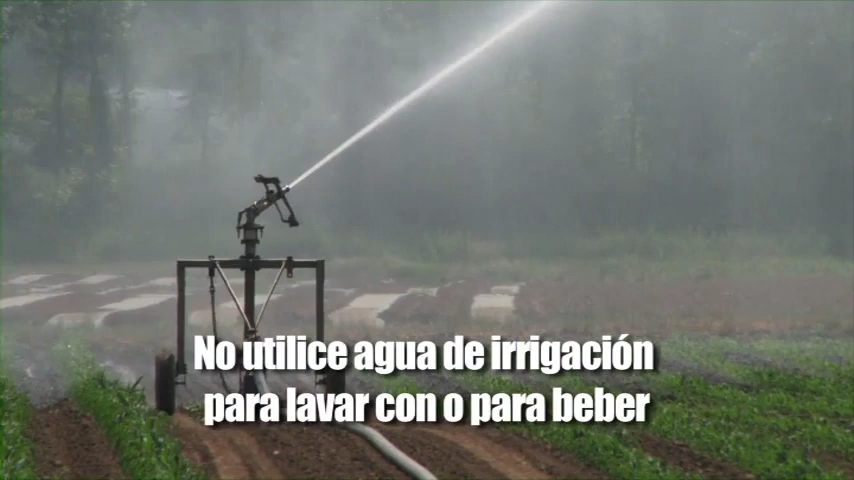 No utilice agua de irrigación
para lavar con o para beber